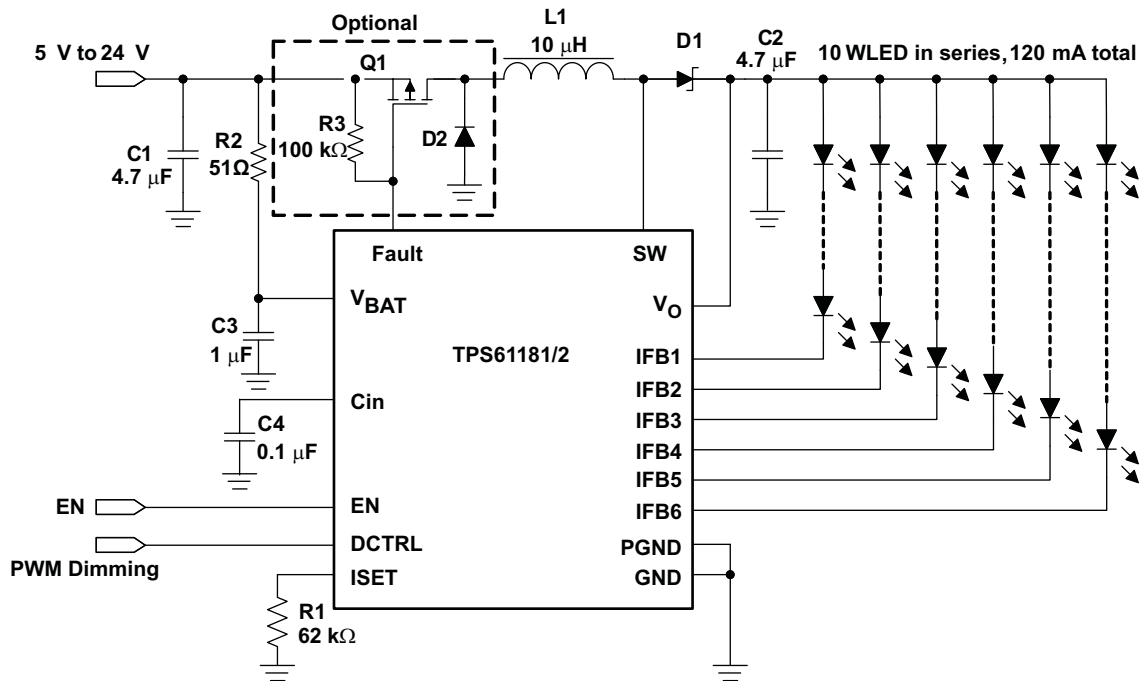 Optional
L1
10 μH
5 V to 24 V
Q1
D1
C2
4.7 μF
10 WLED in series, 120 mA total
R3
100 kΩ
D2
R2
51Ω
C1
4.7 μF
Fault
SW
VBAT
VO
C3
1 μF
TPS61181/2
IFB1
IFB2
Cin
IFB3
C4
0.1 μF
IFB4
IFB5
EN
EN
IFB6
DCTRL
PGND
PWM Dimming
ISET
GND
R1
62 kΩ